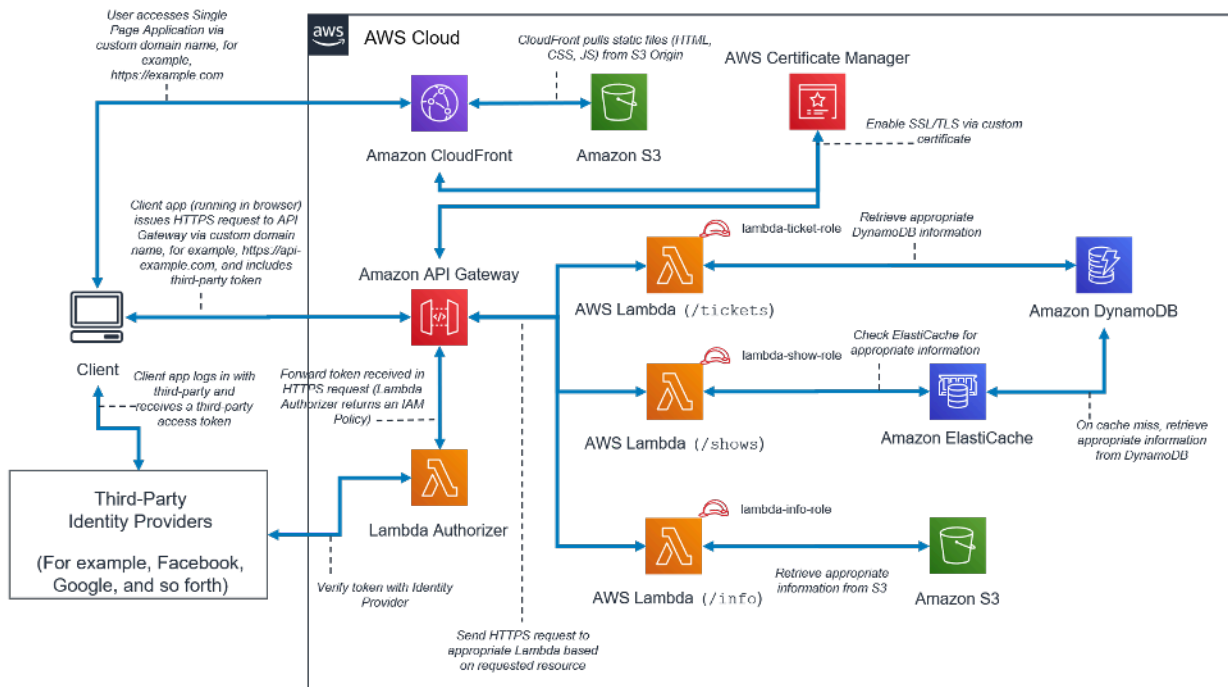 User accesses Single
Page Application via
custom domain name, for
example,
https://example.com
aws
AWS Cloud
CloudFront pulls static files (HTML,
CSS, JS) from S3 Origin
AWS Certificate Manager
Enable SSL/TLS via custom
certificate
Amazon CloudFront
Amazon S3
Client app (running in browser)
issues HTTPS request to API
Gateway via custom domain
name, for example, https://api-
example.com, and includes
third-party token
lambda-ticket-role
Retrieve appropriate
DynamoDB information
Amazon API Gateway
AWS Lambda (/tickets)
Amazon DynamoDB
Client
Client app logs in with
third-party and
receives a third-party
access token
Forward token received in
HTTPS request (Lambda
Authorizer returns an IAM
Policy)
lambda-show-role
Check ElastiCache for
appropriate information
AWS Lambda (/shows)
Amazon ElastiCache
On cache miss, retrieve
appropriate information
from DynamoDB
Third-Party
Identity Providers
(For example, Facebook,
Google, and so forth)
Lambda Authorizer
Verify token with Identity
Provider
lambda-info-role
AWS Lambda (/info)
Retrieve appropriate
information from S3
Amazon S3
Send HTTPS request to
appropriate Lambda based
on requested resource